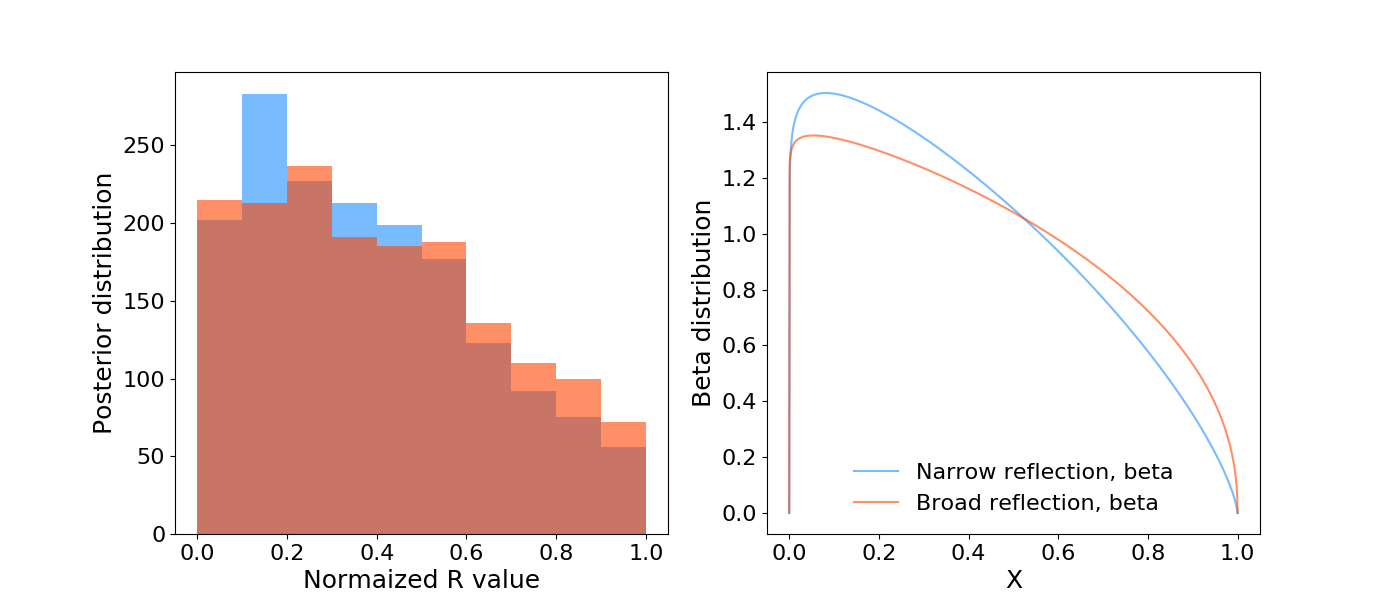 Posterior distribution
250
200
150
100
50
0
0.0 0.2 0.4 0.6 0.8 1.0
Normaized R value
Beta distribution
1.4
1.2
1.0
0.8
0.6
0.4
0.2
0.0
Narrow reflection, beta
Broad reflection, beta
0.0 0.2 0.4 0.6 0.8 1.0
X